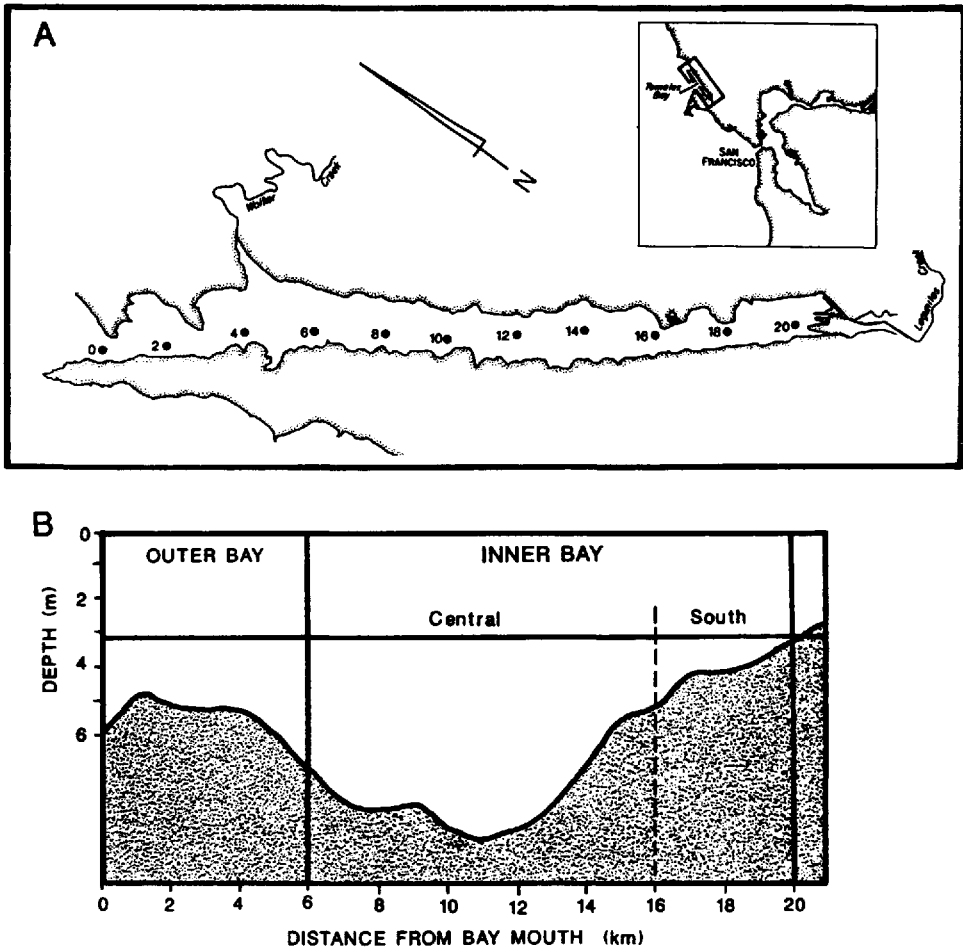 A
Tomales
Bay
SAN
FRANCISCO
N
Walker
Creek
Creek
Lagunitas
0 2 4 6 8 10 12 14 16 18 20
B
OUTER BAY
INNER BAY
Central
South
DEPTH (m)
0
2
4
6
0 2 4 6 8 10 12 14 16 18 20
DISTANCE FROM BAY MOUTH (km)